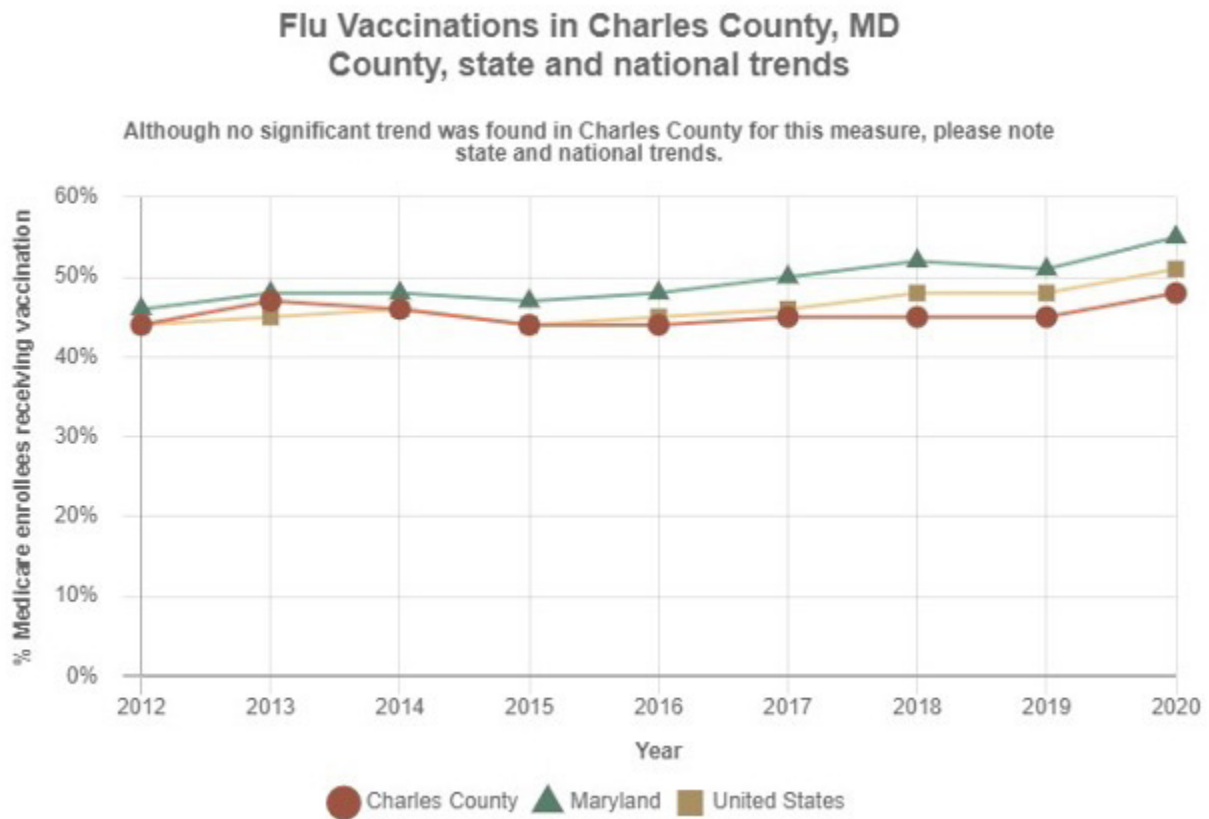 Flu Vaccinations in Charles County, MD
County, state and national trends
Although no significant trend was found in Charles County for this measure, please note
state and national trends.
% Medicare enrollees receiving vaccination
60%
50%
40%
30%
20%
10%
0%
2012 2013 2014 2015 2016 2017 2018 2019 2020
Year
Charles County Maryland United States